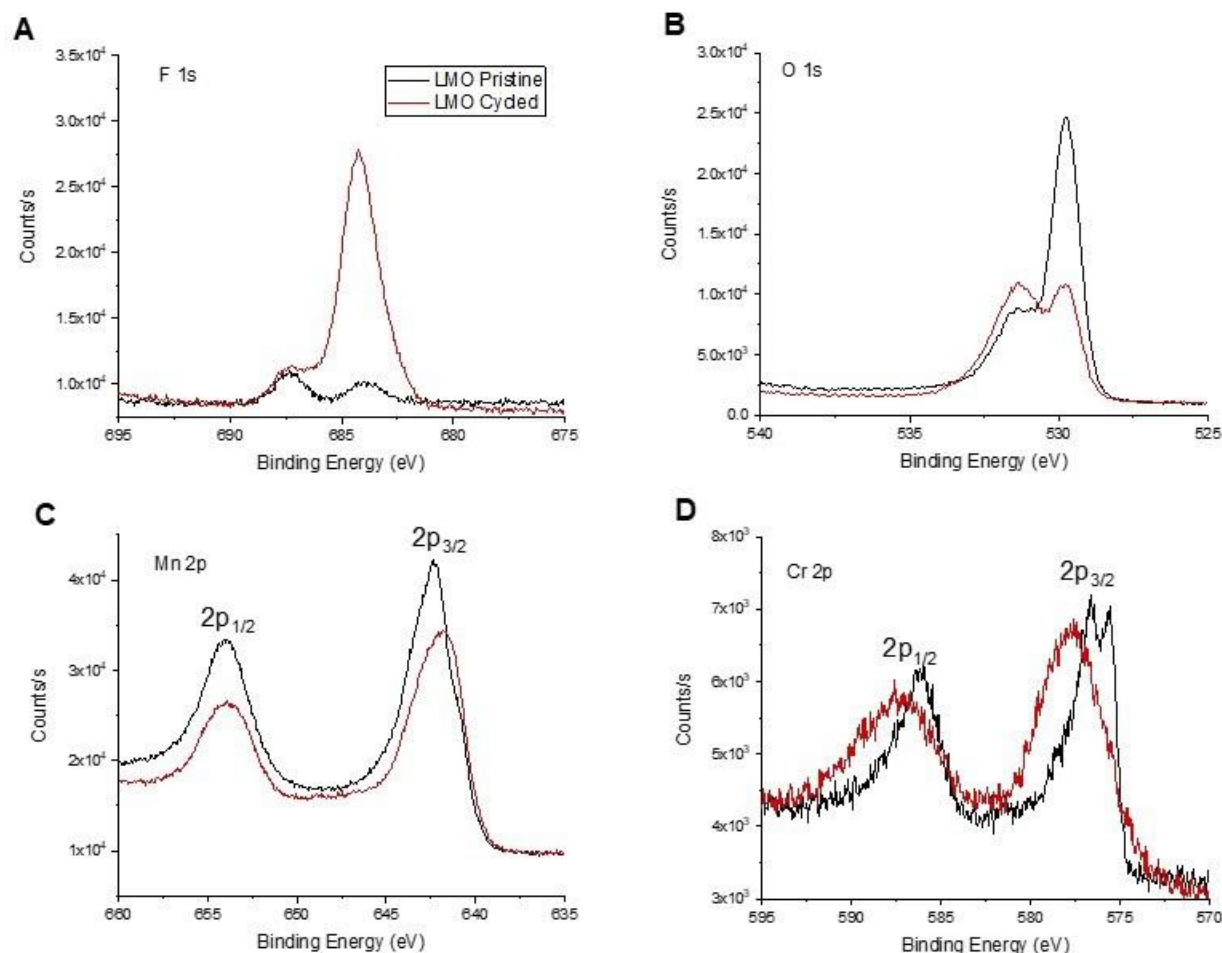 A
F 1s
LMO Pristine
LMO Cycled
3.5x10⁴
3.0x10⁴
2.5x10⁴
2.0x10⁴
1.5x10⁴
1.0x10⁴
Counts/s
695 690 685 680 675
Binding Energy (eV)
B
O 1s
3.0x10⁴
2.5x10⁴
2.0x10⁴
1.5x10⁴
1.0x10⁴
5.0x10³
0.0
Counts/s
540 535 530 525
Binding Energy (eV)
C
Mn 2p
2p₁/₂
2p₃/₂
4x10⁴
3x10⁴
2x10⁴
1x10⁴
Counts/s
660 655 650 645 640 635
Binding Energy (eV)
D
Cr 2p
2p₁/₂
2p₃/₂
8x10³
7x10³
6x10³
5x10³
4x10³
3x10³
Counts/s
595 590 585 580 575 570
Binding Energy (eV)